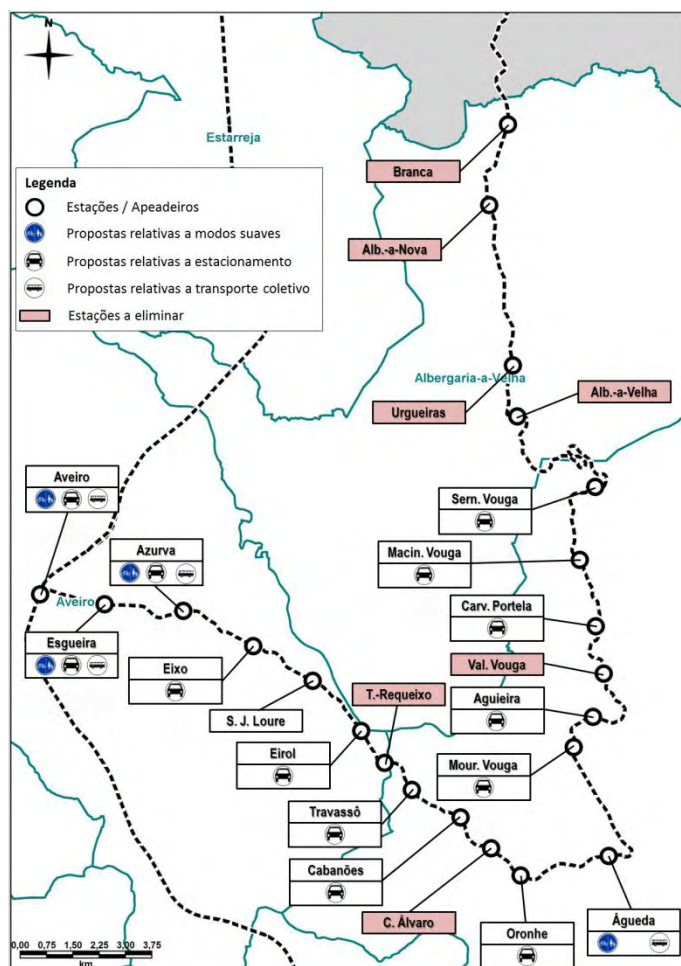 N
Estarreja
Legenda
Estações / Apeadeiros
Propostas relativas a modos suaves
Propostas relativas a estacionamento
Propostas relativas a transporte coletivo
Estações a eliminar
Branca
Alb.-a-Nova
Albergaria-a-Velha
Urgueiras
Alb.-a-Velha
Aveiro
Sern. Vouga
Azurva
Macin. Vouga
Aveiro
Carv. Portela
Esgueira
Eixo
Val. Vouga
T.-Requeixo
S. J. Loure
Aguieira
Eirol
Mour. Vouga
Travassô
Cabanões
C. Álvaro
Oronhe
Águeda
0,00 0,75 1,50 2,25 3,00 3,75
km